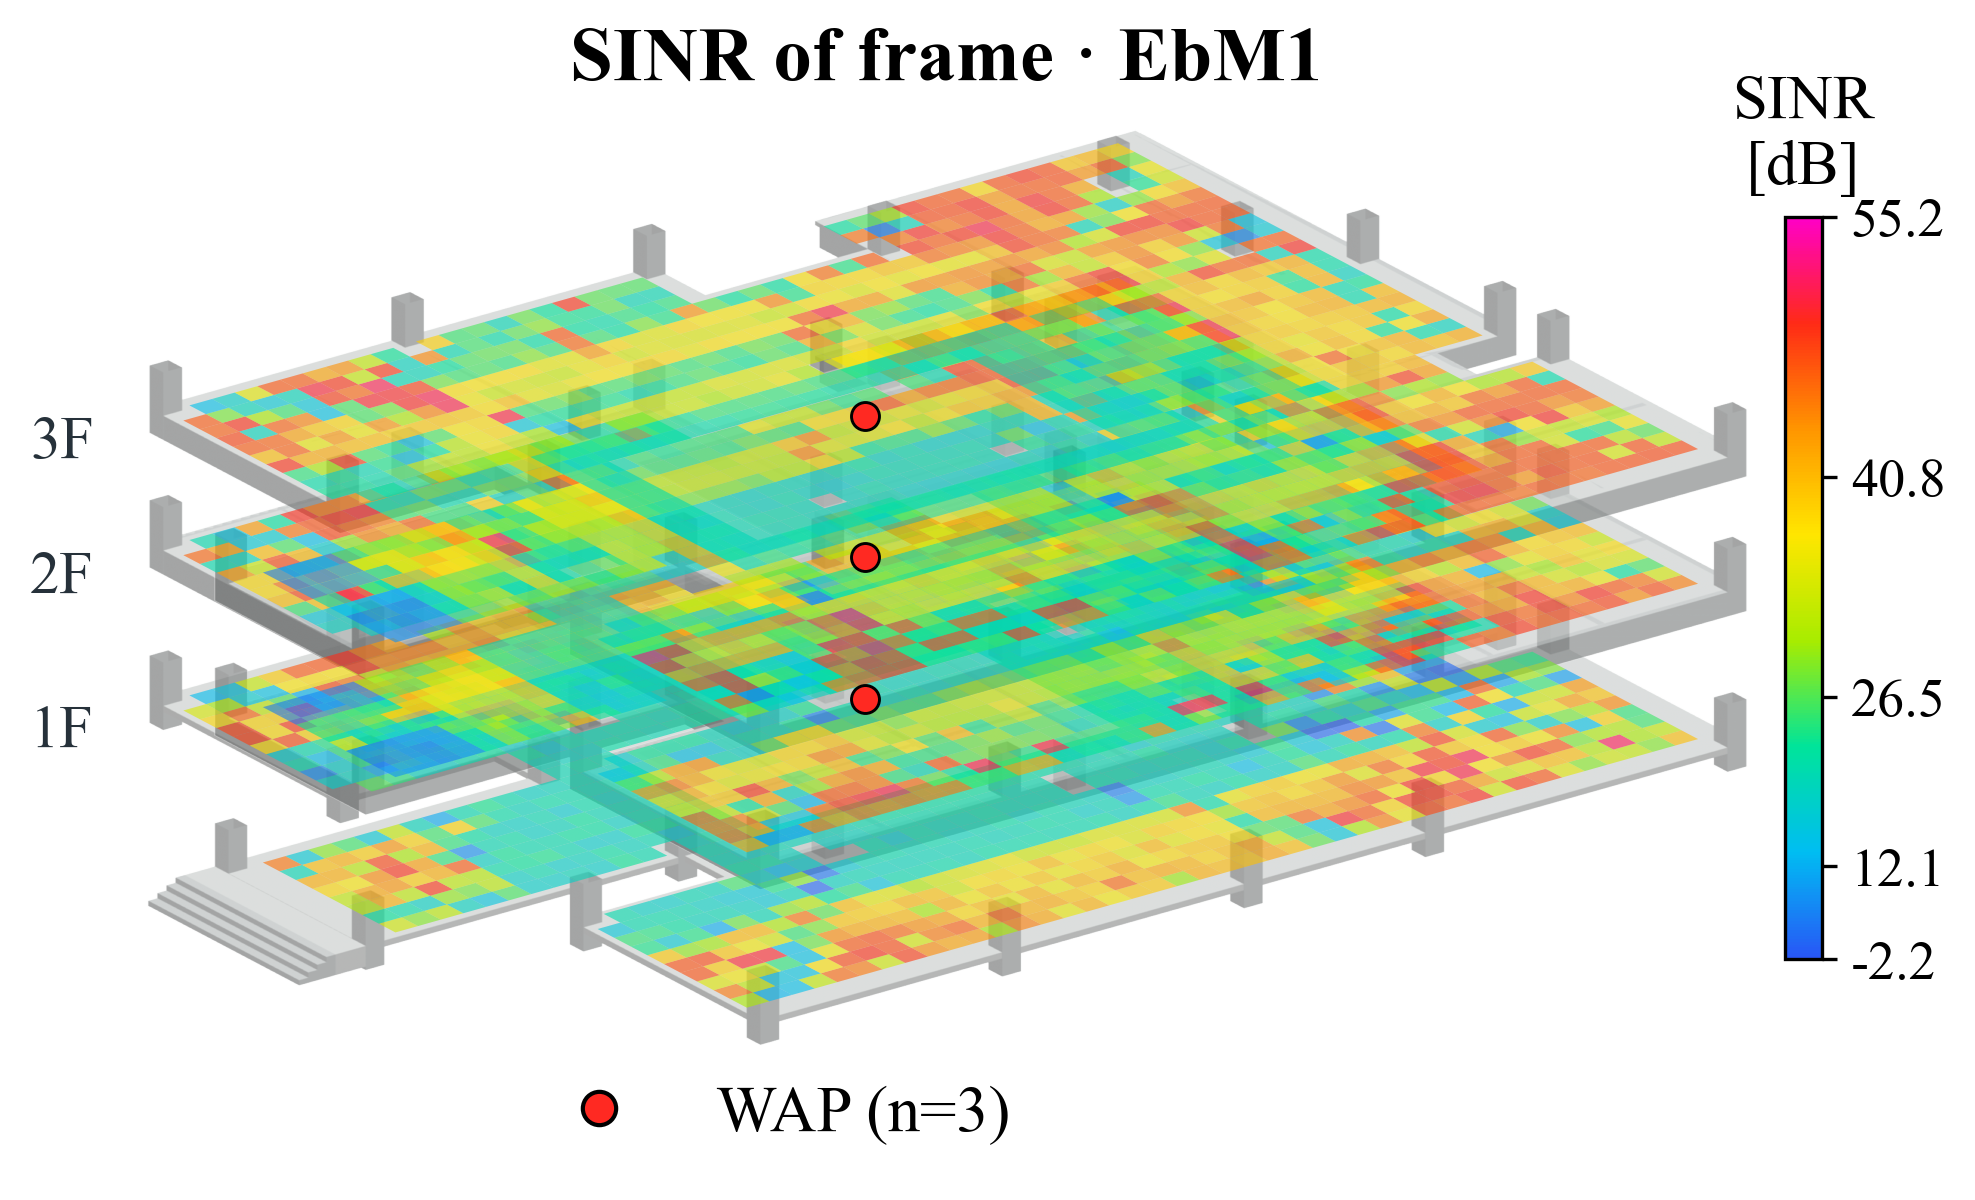 SINR of frame · EbM1
SINR
[dB]
55.2
40.8
26.5
12.1
-2.2
3F
2F
1F
WAP (n=3)